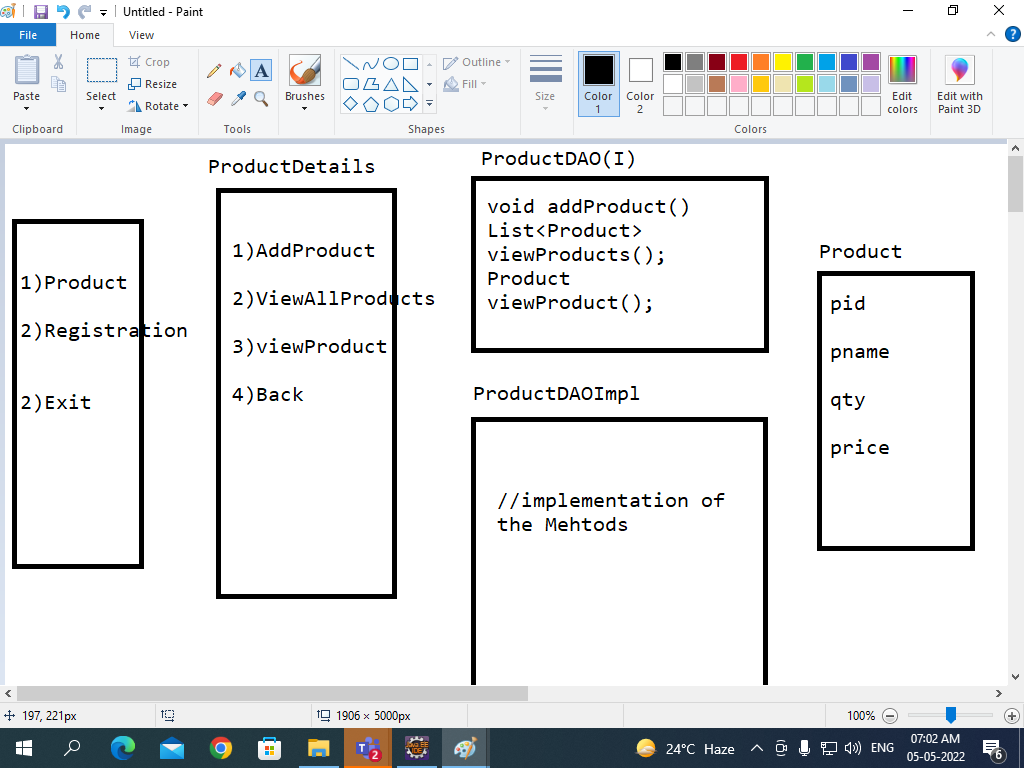 Untitled - Paint
File
Home
View
Paste
Clipboard
Select
Crop
Resize
Rotate
Image
A
Tools
Brushes
Outline
Fill
Shapes
Size
Color
1
Color
2
Edit
colors
Colors
Edit with
Paint 3D
1)Product
2)Registration
2)Exit
ProductDetails
1)AddProduct
2)ViewAllProducts
3)viewProduct
4)Back
ProductDAO(I)
void addProduct()
List<Product>
viewProducts();
Product
viewProduct();
ProductDAOImpl
//implementation of
the Mehtods
Product
pid
pname
qty
price
197, 221px
1906 × 5000px
100%
2
Java EE
IDE
24°C Haze
ENG
07:02 AM
05-05-2022
6